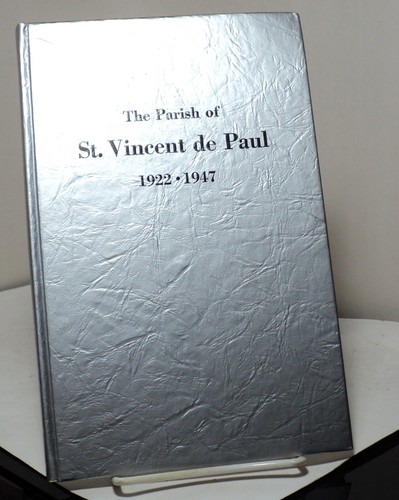 The Parish of
St. Vincent de Paul
1922 • 1947